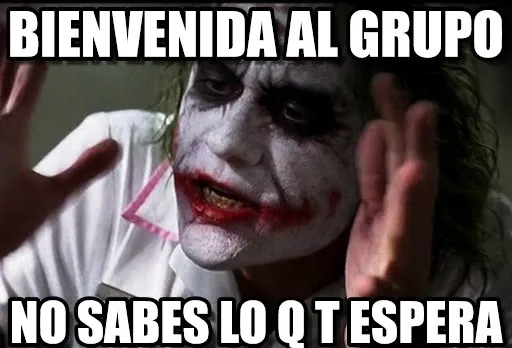 BIENVENIDA AL GRUPO
NO SABES LO Q T ESPERA